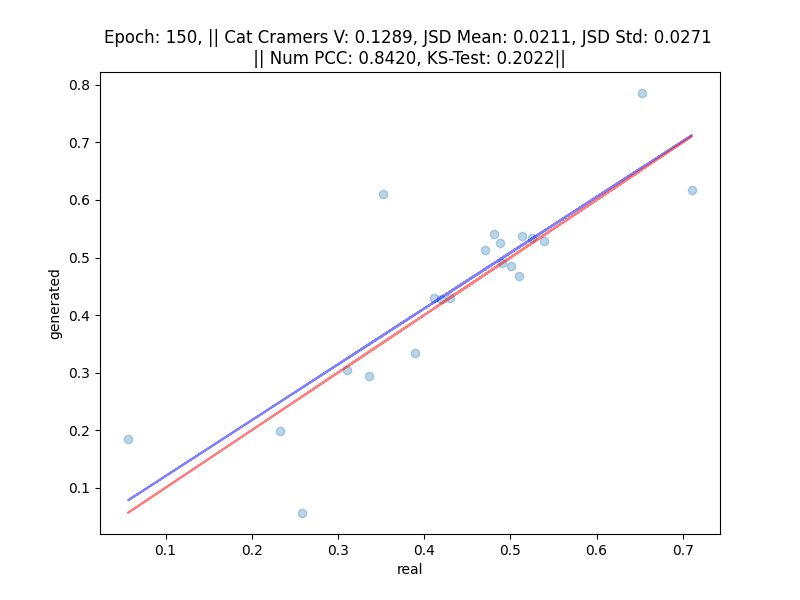 Epoch: 150, || Cat Cramers V: 0.1289, JSD Mean: 0.0211, JSD Std: 0.0271
|| Num PCC: 0.8420, KS-Test: 0.2022||
0.8
0.7
0.6
0.5
0.4
0.3
0.2
0.1
generated
0.1 0.2 0.3 0.4 0.5 0.6 0.7
real